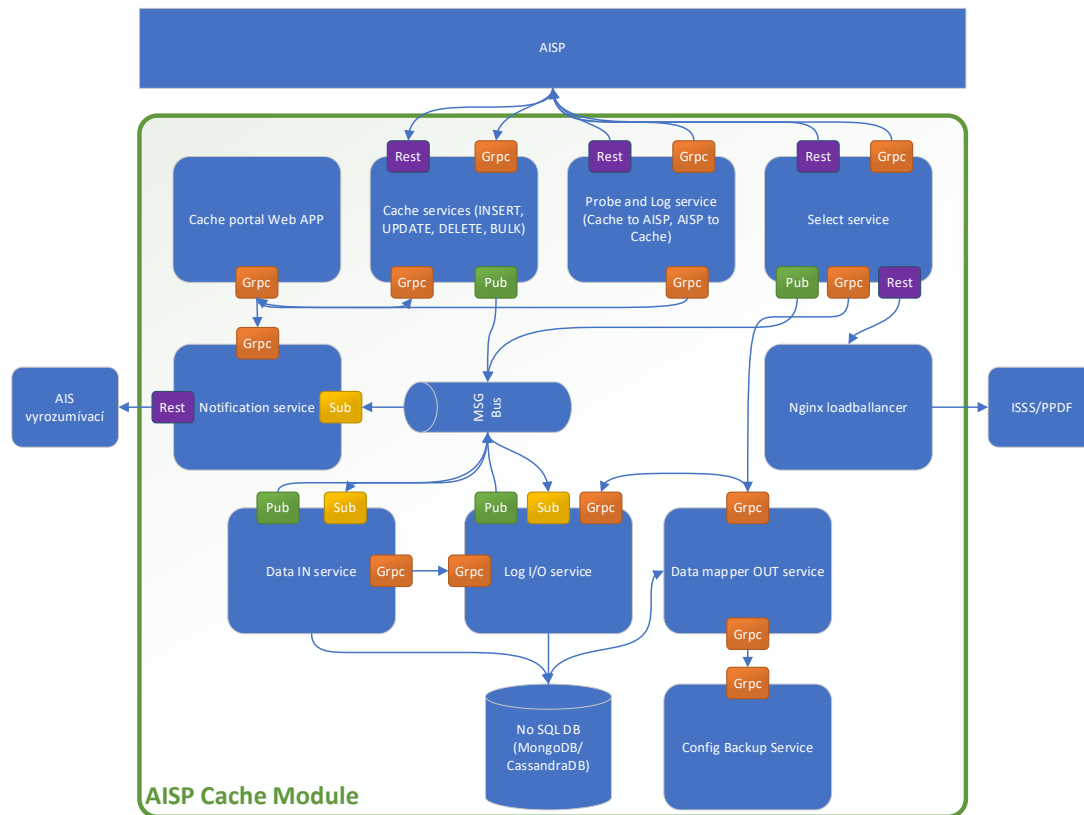 AISP
Rest
Grpc
Rest
Grpc
Rest
Grpc
Cache portal Web APP
Cache services (INSERT,
UPDATE, DELETE, BULK)
Probe and Log service
(Cache to AISP, AISP to
Cache)
Select service
Grpc
Grpc
Pub
Grpc
Pub
Grpc
Rest
Grpc
AIS
vyrozumívací
Rest
Notification service
Sub
MSG
Bus
Nginx loadballancer
ISSS/PPDF
Pub
Sub
Pub
Sub
Grpc
Grpc
Data IN service
Grpc
Grpc
Log I/O service
Data mapper OUT service
Grpc
Grpc
No SQL DB
(MongoDB/
CassandraDB)
Config Backup Service
AISP Cache Module